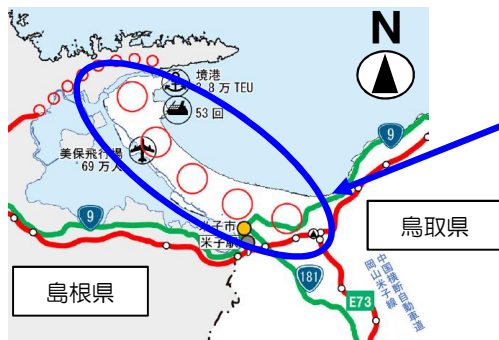 N
境港
2.8万TEU
53回
9
美保飛行場
69万人
9
米子市
米子駅
鳥取県
島根県
181
E73
中国横断自動車道
岡山米子線